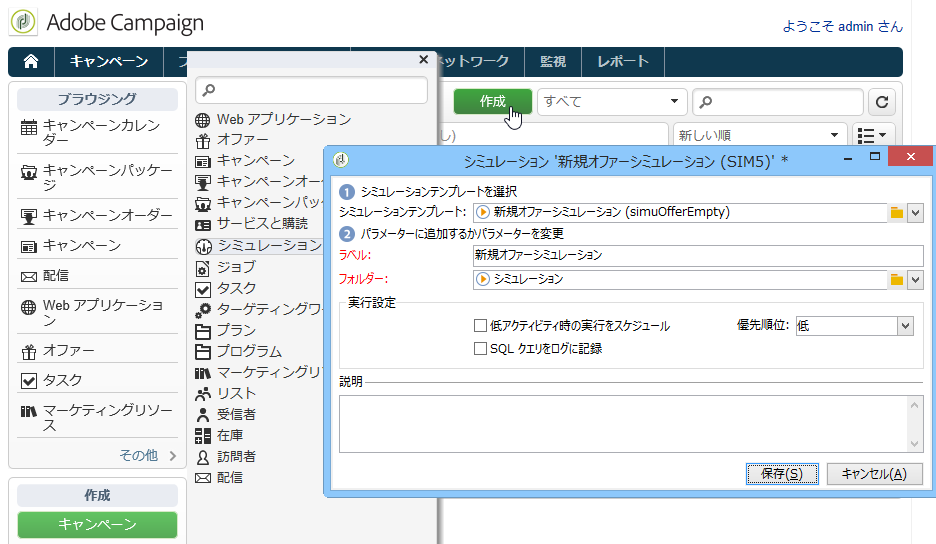 Adobe Campaign
ようこそ admin さん
キャンペーン
ットワーク
監視
レポート
ブラウジング
キャンペーンカレン
ダー
キャンペーンパッケー
ジ
キャンペーンオーダー
キャンペーン
配信
Web アプリケーショ
ン
オファー
タスク
マーケティングリソー
ス
その他
作成
キャンペーン
Web アプリケーション
オファー
キャンペーン
キャンペーンオー
キャンペーンパッ
サービスと購読
シミュレーション
ジョブ
タスク
ターゲティングワ
プラン
プログラム
マーケティングリ
リスト
受信者
在庫
訪問者
配信
作成
すべて
し)
新しい順
シミュレーション '新規オファーシミュレーション (SIM5)' *
1 シミュレーションテンプレートを選択
シミュレーションテンプレート: 新規オファーシミュレーション (simuOfferEmpty)
2 パラメーターに追加するかパラメーターを変更
ラベル: 新規オファーシミュレーション
フォルダー: シミュレーション
実行設定
低アクティビティ時の実行をスケジュール
優先順位: 低
SQL クエリをログに記録
説明
保存(S)
キャンセル(A)